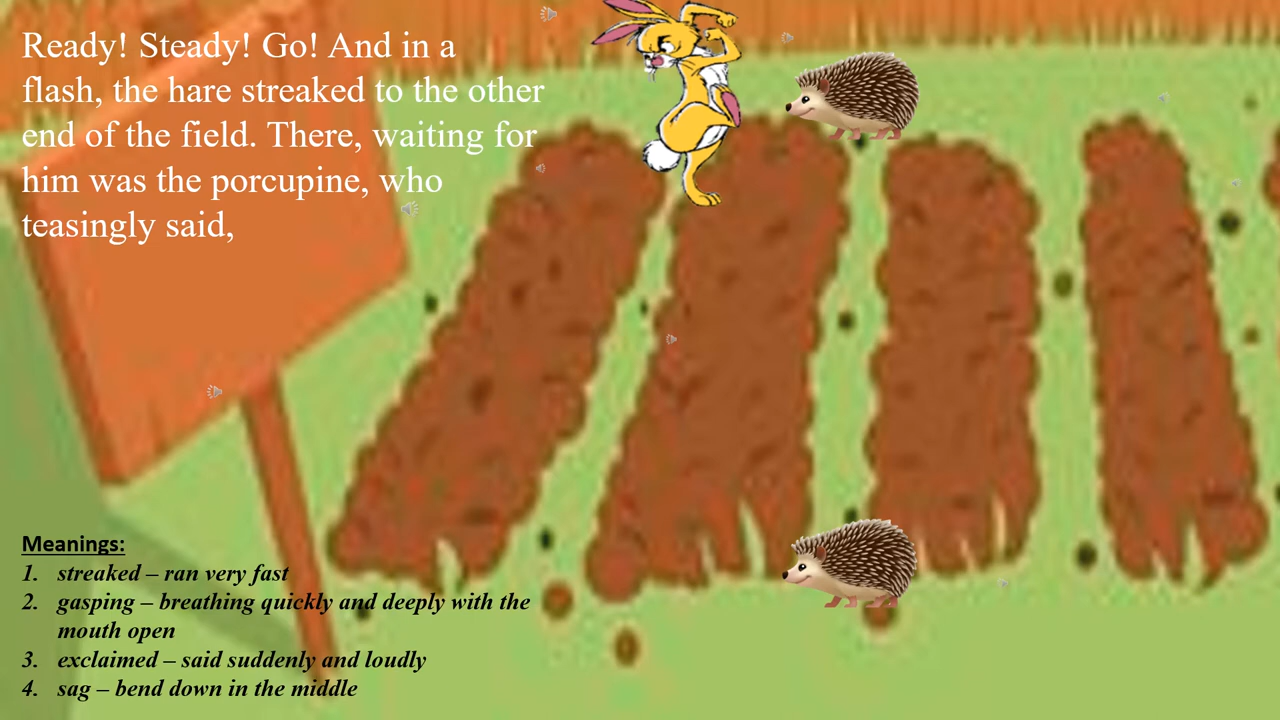 Ready! Steady! Go! And in a
flash, the hare streaked to the other
end of the field. There, waiting for
him was the porcupine, who
teasingly said,
Meanings:
1. streaked – ran very fast
2. gasping – breathing quickly and deeply with the
mouth open
3. exclaimed – said suddenly and loudly
4. sag – bend down in the middle